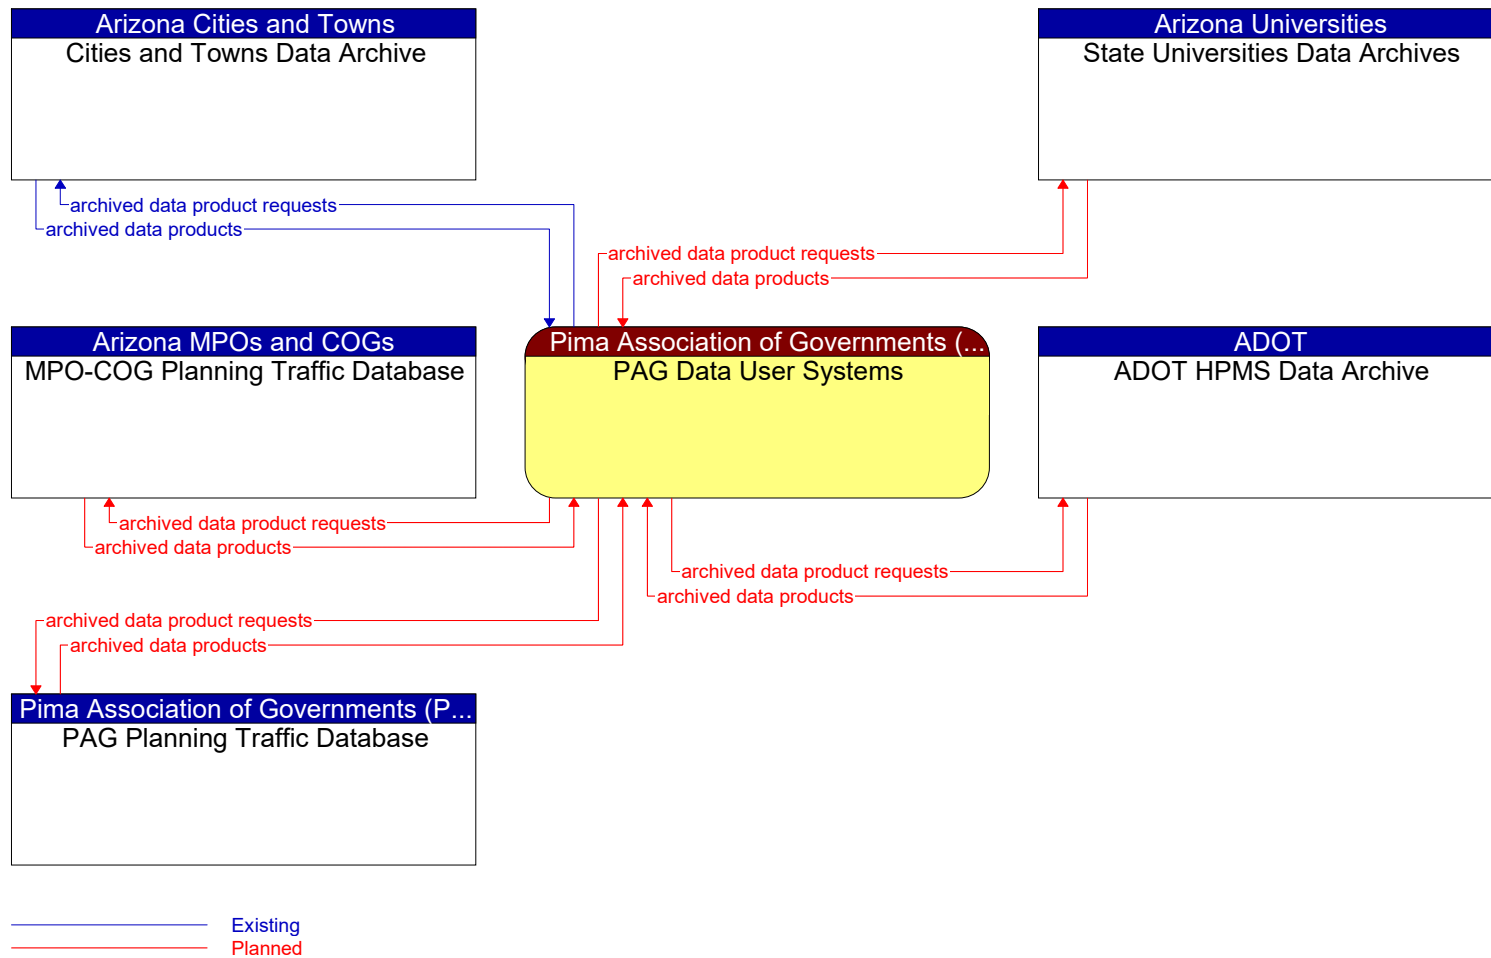 Arizona Cities and Towns
Cities and Towns Data Archive
Arizona Universities
State Universities Data Archives
archived data product requests
archived data products
archived data product requests
archived data products
Arizona MPOs and COGs
MPO-COG Planning Traffic Database
Pima Association of Governments (...
PAG Data User Systems
ADOT
ADOT HPMS Data Archive
archived data product requests
archived data products
archived data product requests
archived data products
archived data product requests
archived data products
Pima Association of Governments (P...
PAG Planning Traffic Database
Existing
Planned